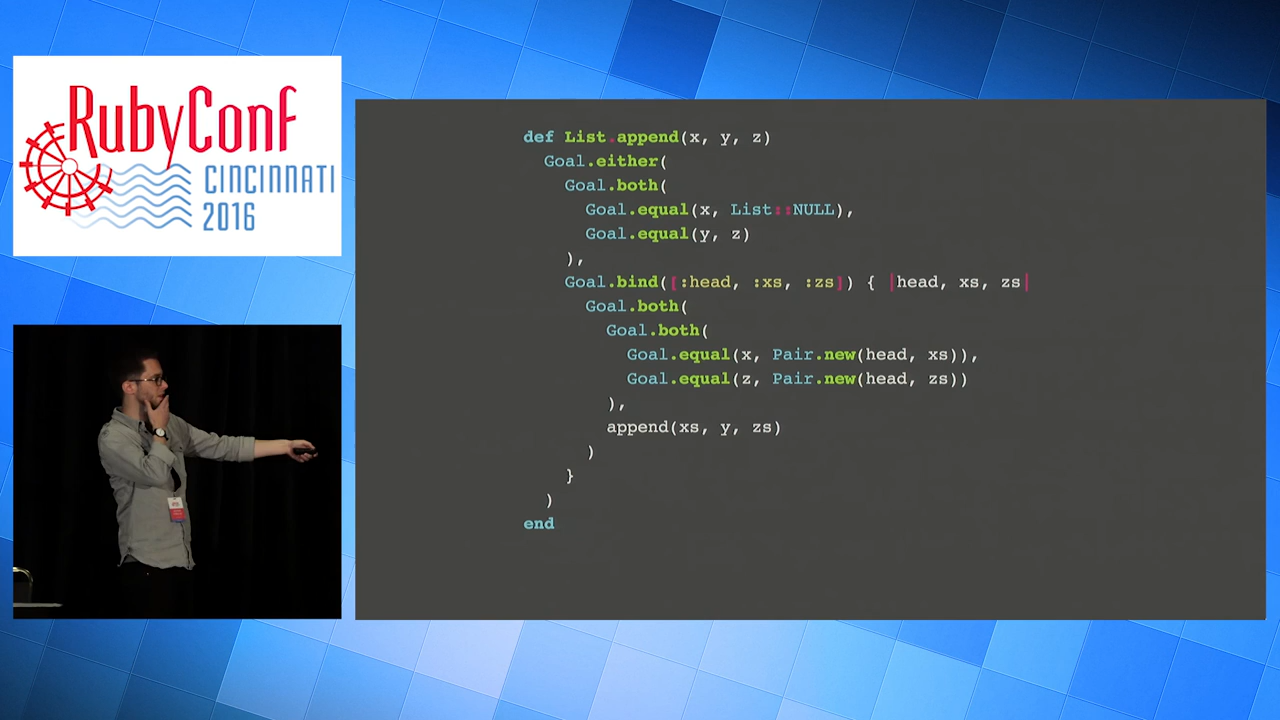 RubyConf
CINCINNATI
2016
def List.append(x, y, z)
  Goal.either(
    Goal.both(
      Goal.equal(x, List::NULL),
      Goal.equal(y, z)
    ),
    Goal.bind([:head, :xs, :zs]) { |head, xs, zs|
      Goal.both(
        Goal.both(
          Goal.equal(x, Pair.new(head, xs)),
          Goal.equal(z, Pair.new(head, zs))
        ),
        append(xs, y, zs)
      )
    }
  )
end